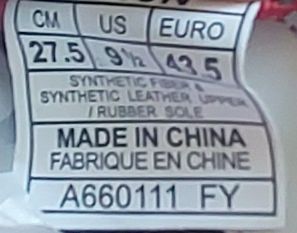 CM US EURO
27.5 9½ 43.5
SYNTHETIC FIBER &
SYNTHETIC LEATHER UPPER
/ RUBBER SOLE
MADE IN CHINA
FABRIQUE EN CHINE
A660111 FY